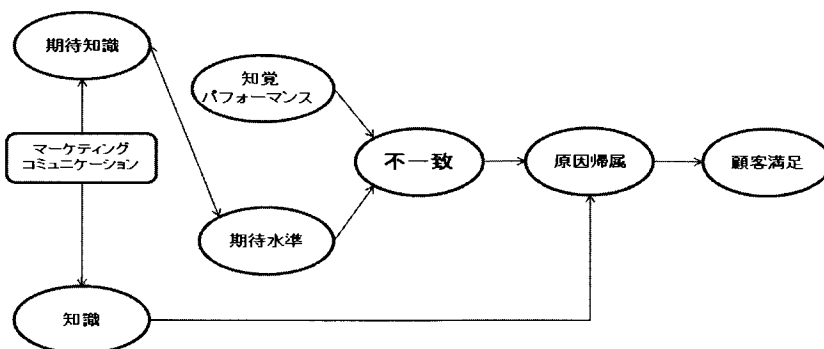 期待知識
知覚
パフォーマンス
マーケティング
コミュニケーション
不一致
原因帰属
顧客満足
期待水準
知識